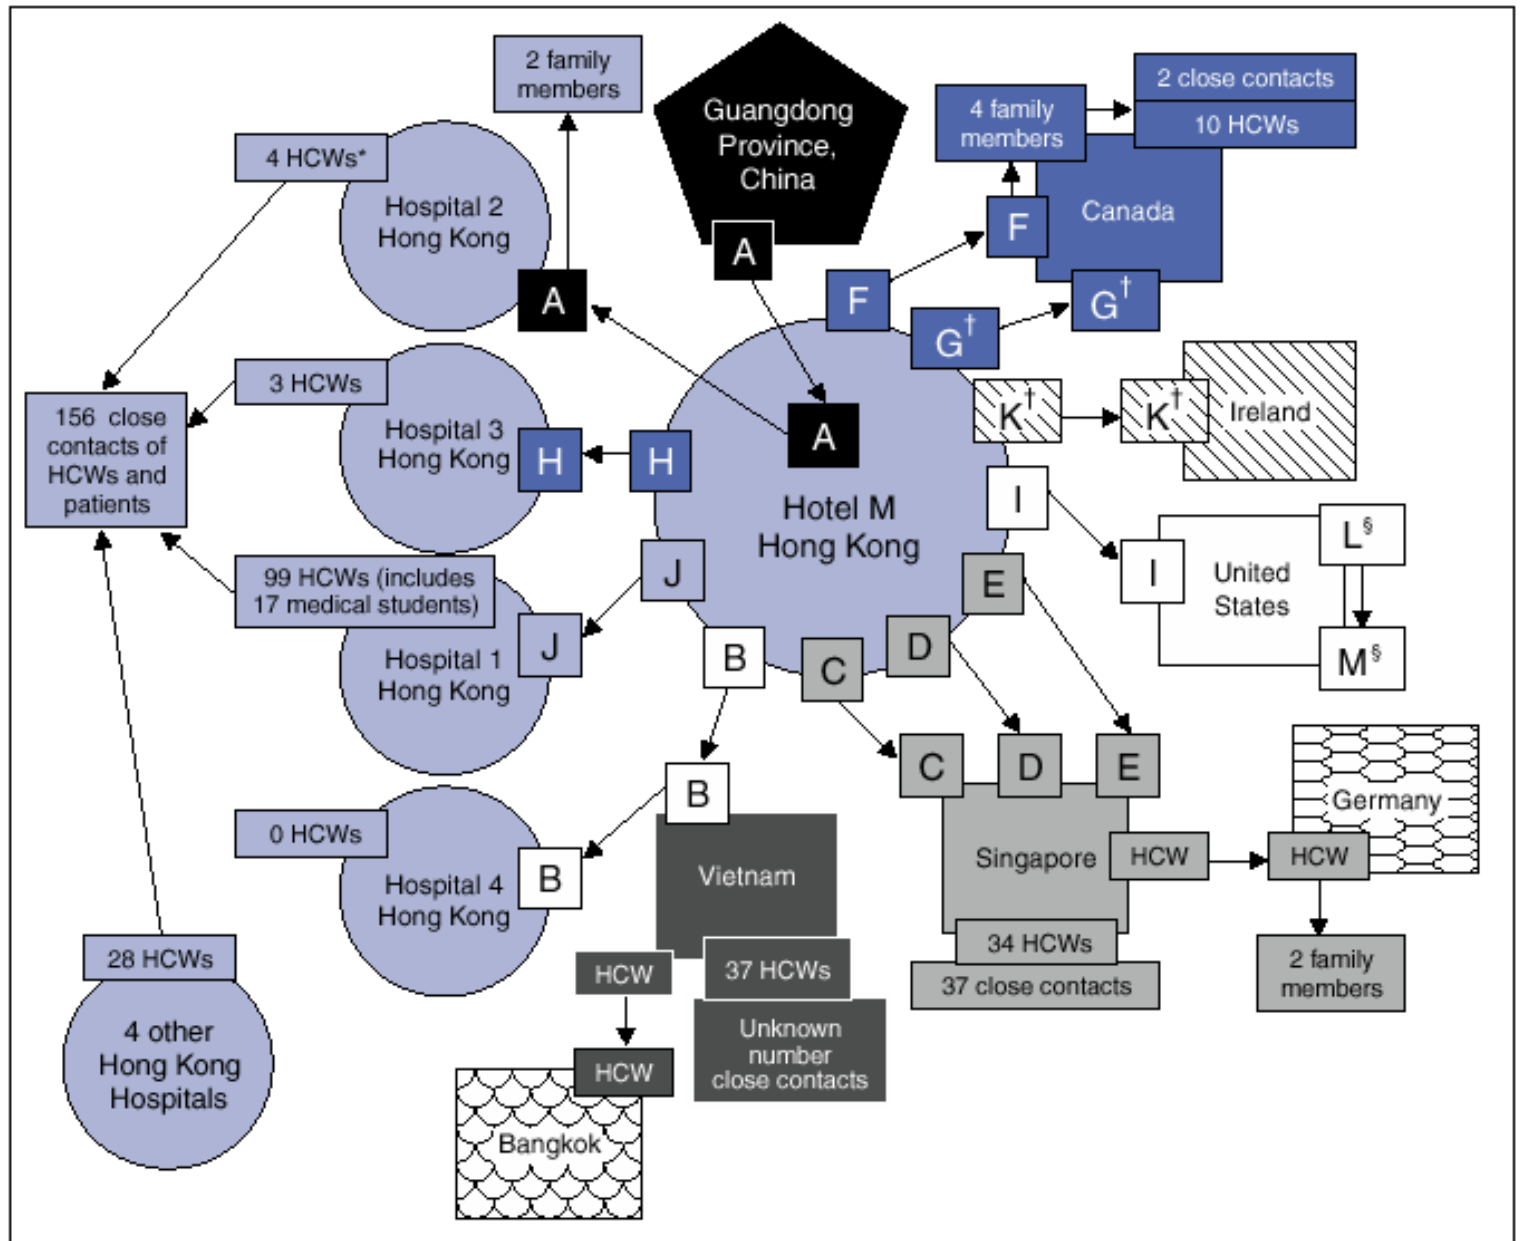 2 family
members
Guangdong
Province,
China
A
4 family
members
2 close contacts
10 HCWs
Canada
F
G†
4 HCWs*
Hospital 2
Hong Kong
A
F
G†
K†
K†
Ireland
3 HCWs
Hospital 3
Hong Kong
H
H
A
Hotel M
Hong Kong
156 close
contacts of
HCWs and
patients
I
I
United
States
L§
M§
99 HCWs (includes
17 medical students)
J
J
Hospital 1
Hong Kong
E
D
C
B
B
C
D
E
0 HCWs
Hospital 4
Hong Kong
B
Vietnam
Singapore
HCW
HCW
Germany
34 HCWs
37 close contacts
2 family
members
28 HCWs
4 other
Hong Kong
Hospitals
HCW
37 HCWs
Unknown
number
close contacts
HCW
Bangkok